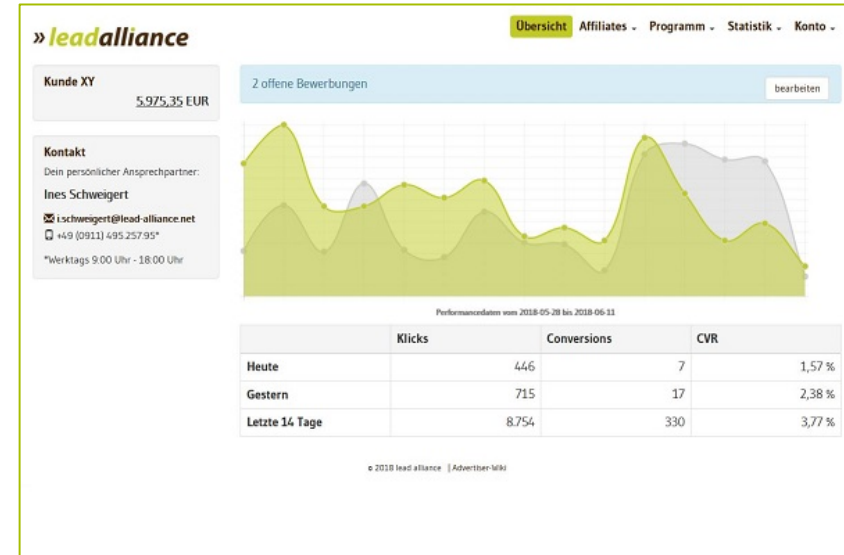 » leadalliance
Übersicht Affiliates Programm Statistik Konto
Kunde XY
5.975,35 EUR
Kontakt
Dein persönlicher Ansprechpartner:
Ines Schweigert
i.schweigert@lead-alliance.net
+49 (0911) 495.257.95*
*Werktags 9:00 Uhr - 18:00 Uhr
2 offene Bewerbungen
bearbeiten
Performancedaten vom 2018-05-28 bis 2018-06-11
Klicks Conversions CVR
Heute 446 7 1,57 %
Gestern 715 17 2,38 %
Letzte 14 Tage 8.754 330 3,77 %
© 2018 lead alliance | Advertiser-Wiki